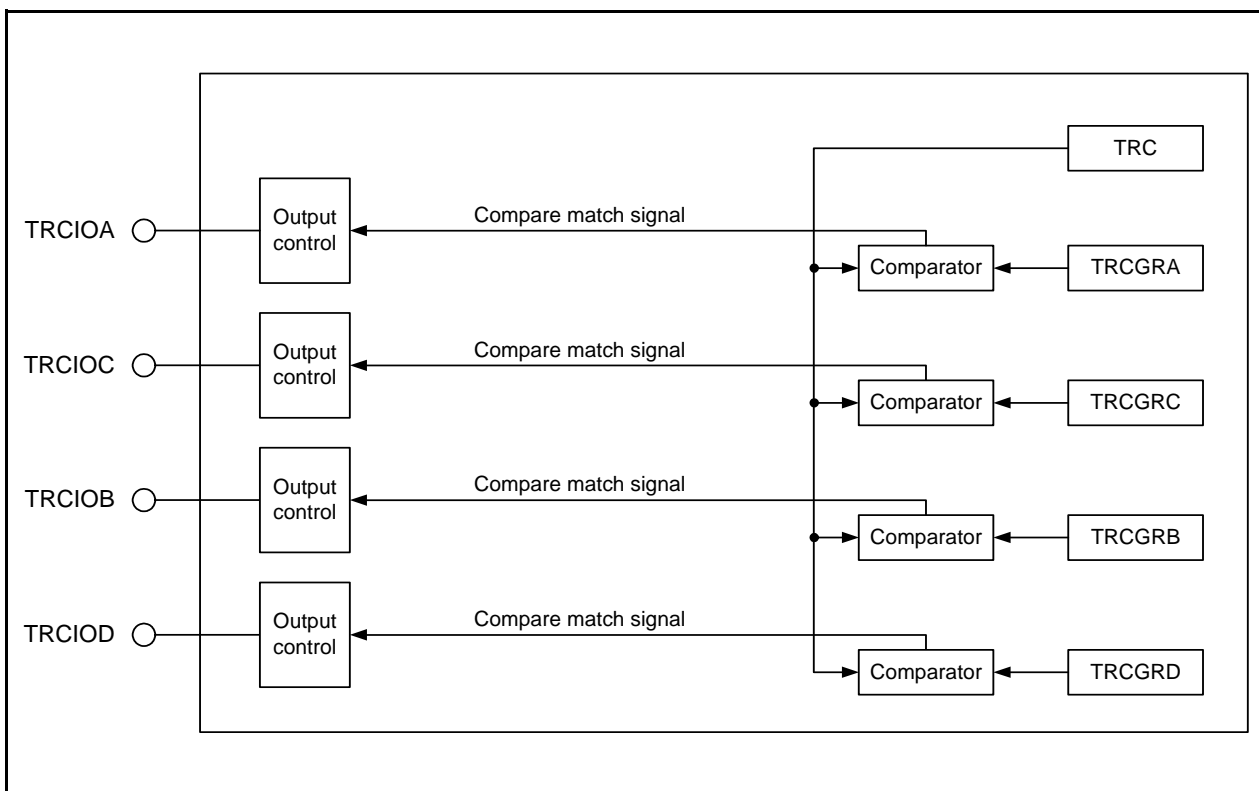 TRC
TRCIOA
Output
control
Compare match signal
Comparator
TRCGRA
TRCIOC
Output
control
Compare match signal
Comparator
TRCGRC
TRCIOB
Output
control
Compare match signal
Comparator
TRCGRB
TRCIOD
Output
control
Compare match signal
Comparator
TRCGRD